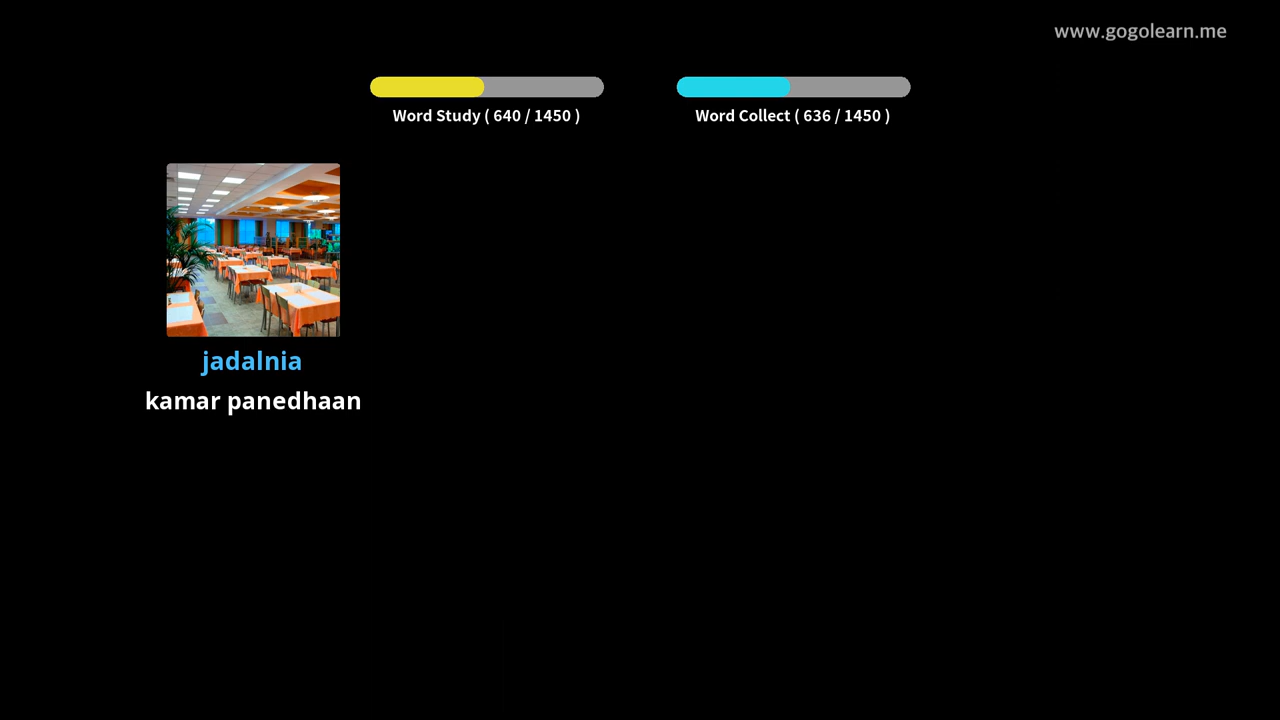 www.gogolearn.me
Word Study ( 640 / 1450 )
Word Collect ( 636 / 1450 )
jadalnia
kamar panedhaan